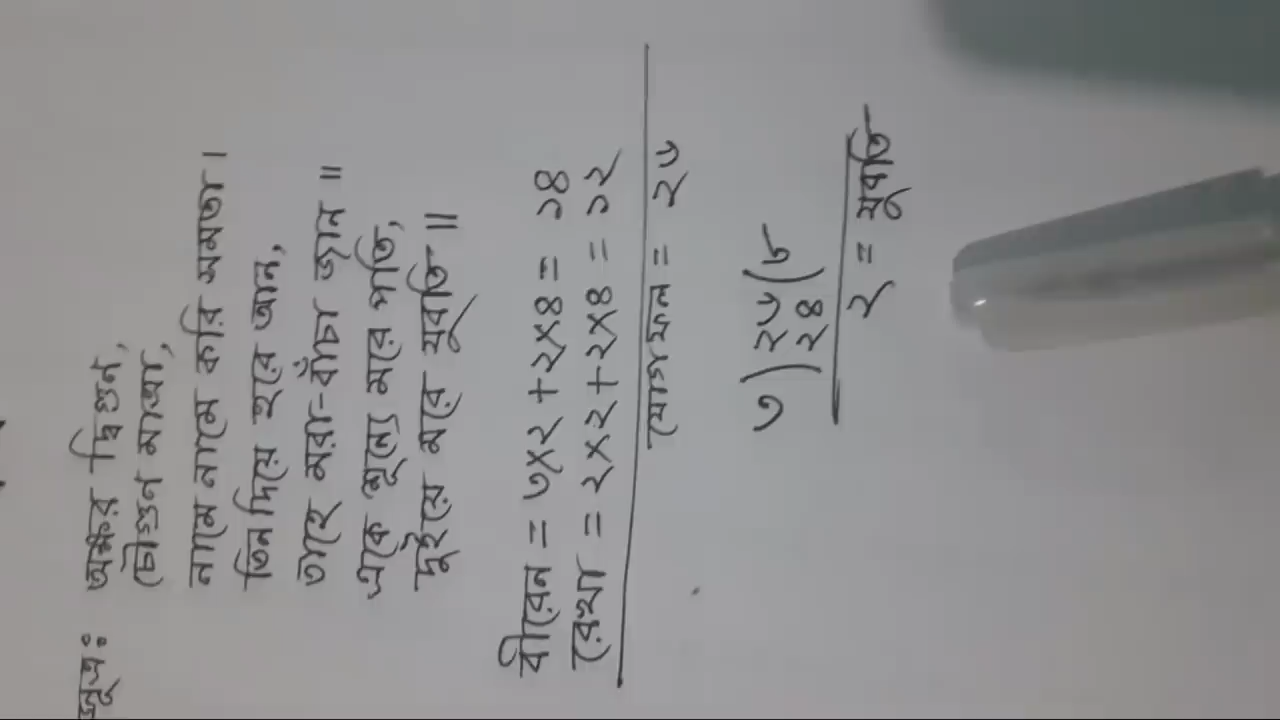 সূত্রঃ অক্ষর দ্বিগুণ,
চৌগুণ মাত্রা,
নামে নামে করি সমতা।
তিন দিয়ে হরে আন,
তাহে মরা-বাঁচা জান॥
একে শূন্যে মরে পতি,
দুইয়ে মরে যুবতি॥
বীরেন = ৩×২ + ২×৪ = ১৪
রেখা = ২×২ + ২×৪ = ১২
যোগফল = ২৬
৩ ) ২৬ ( ৮
২৪
২ = যুবতি